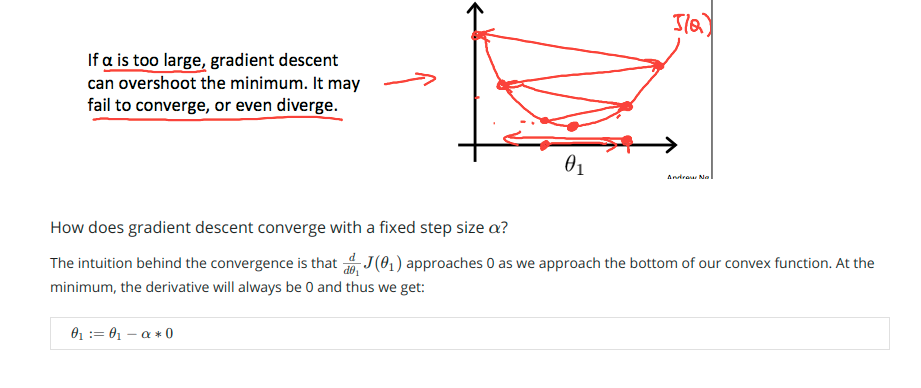 J(θ)
If α is too large, gradient descent
can overshoot the minimum. It may
fail to converge, or even diverge.
θ₁
Andrew Ng
How does gradient descent converge with a fixed step size α?
The intuition behind the convergence is that d/dθ₁ J(θ₁) approaches 0 as we approach the bottom of our convex function. At the
minimum, the derivative will always be 0 and thus we get:
θ₁ := θ₁ − α * 0